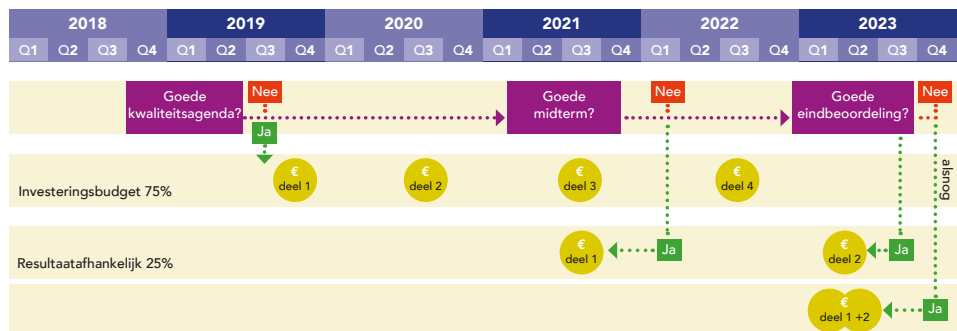 2018 2019 2020 2021 2022 2023
Q1 Q2 Q3 Q4 Q1 Q2 Q3 Q4 Q1 Q2 Q3 Q4 Q1 Q2 Q3 Q4 Q1 Q2 Q3 Q4 Q1 Q2 Q3 Q4
Goede
kwaliteitsagenda?
Nee
Ja
Goede
midterm?
Nee
Goede
eindbeoordeling?
Nee
alsnog
Investeringsbudget 75%
€
deel 1
€
deel 2
€
deel 3
€
deel 4
Resultaatafhankelijk 25%
€
deel 1
Ja
€
deel 2
Ja
€
deel 1 +2
Ja